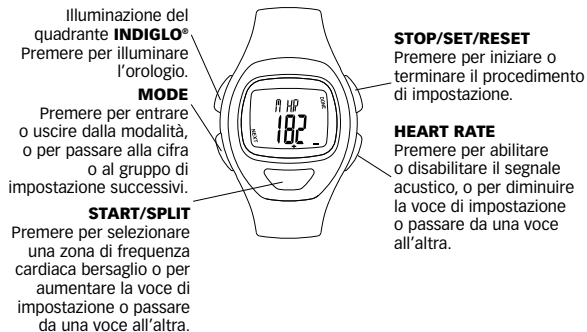 Illuminazione del
quadrante INDIGLO®
Premere per illuminare
l'orologio.
MODE
Premere per entrare
o uscire dalla modalità,
o per passare alla cifra
o al gruppo di
impostazione successivi.
START/SPLIT
Premere per selezionare
una zona di frequenza
cardiaca bersaglio o per
aumentare la voce di
impostazione o passare
da una voce all'altra.
M HR
ZONE
182
NEXT
+
–
STOP/SET/RESET
Premere per iniziare o
terminare il procedimento
di impostazione.
HEART RATE
Premere per abilitare
o disabilitare il segnale
acustico, o per diminuire
la voce di impostazione
o passare da una voce
all'altra.